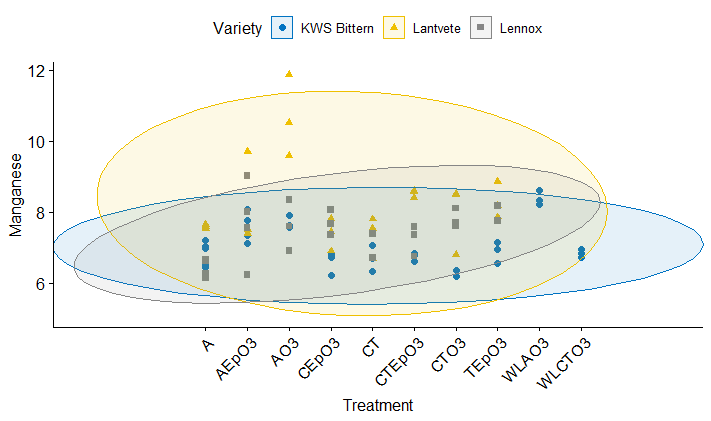 Variety KWS Bittern Lantvete Lennox
12
10
8
6
Manganese
A AEpO3 AO3 CEpO3 CT CTEpO3 CTO3 TEpO3 WLAO3 WLCTO3
Treatment